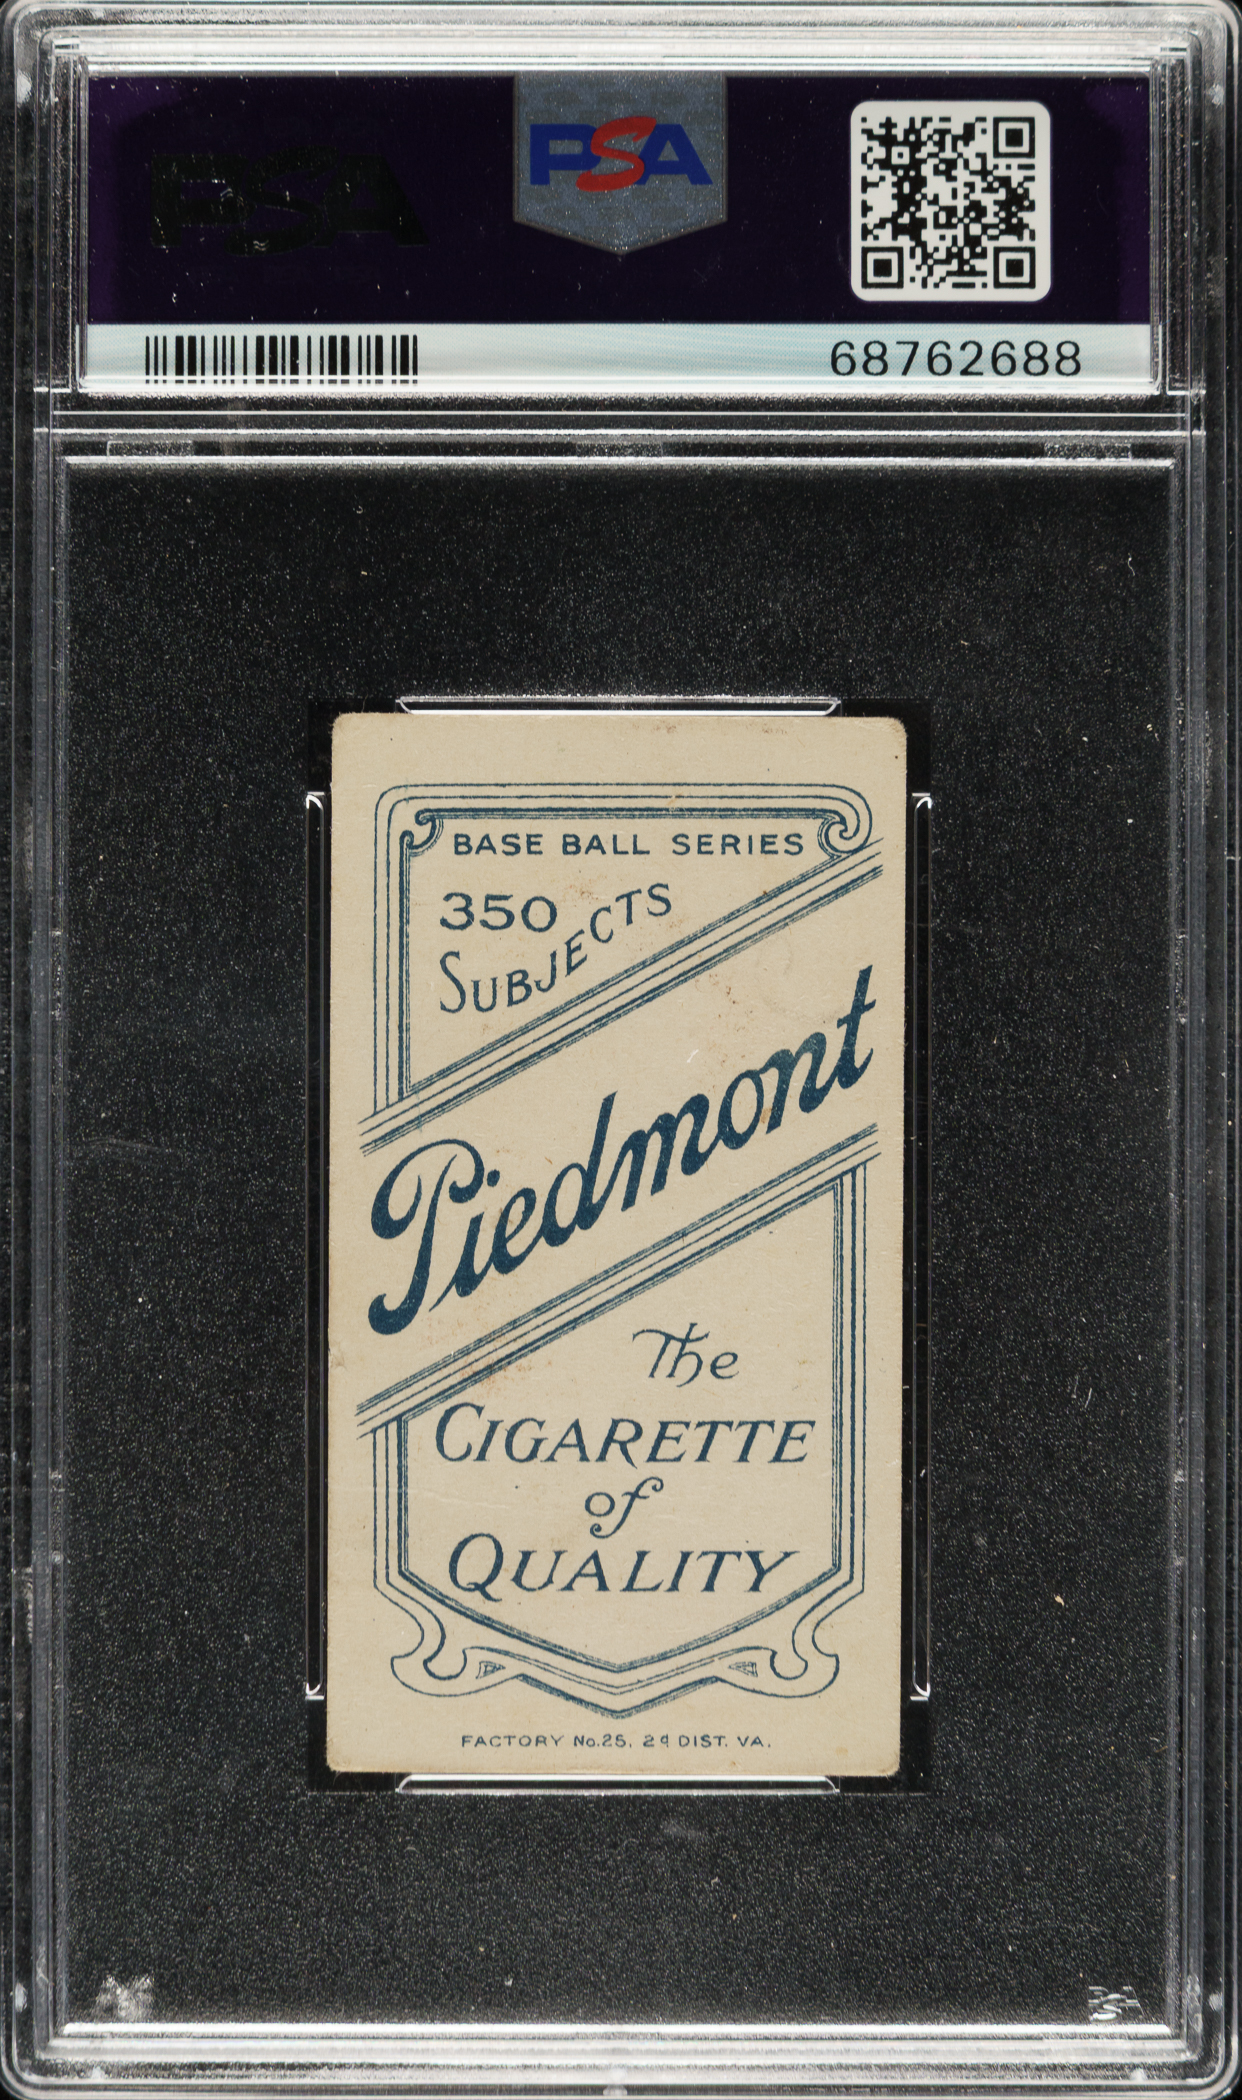 PSA
PSA
68762688
BASE BALL SERIES
350
SUBJECTS
Piedmont
The
CIGARETTE
of
QUALITY
FACTORY No.25, 2d DIST. VA.